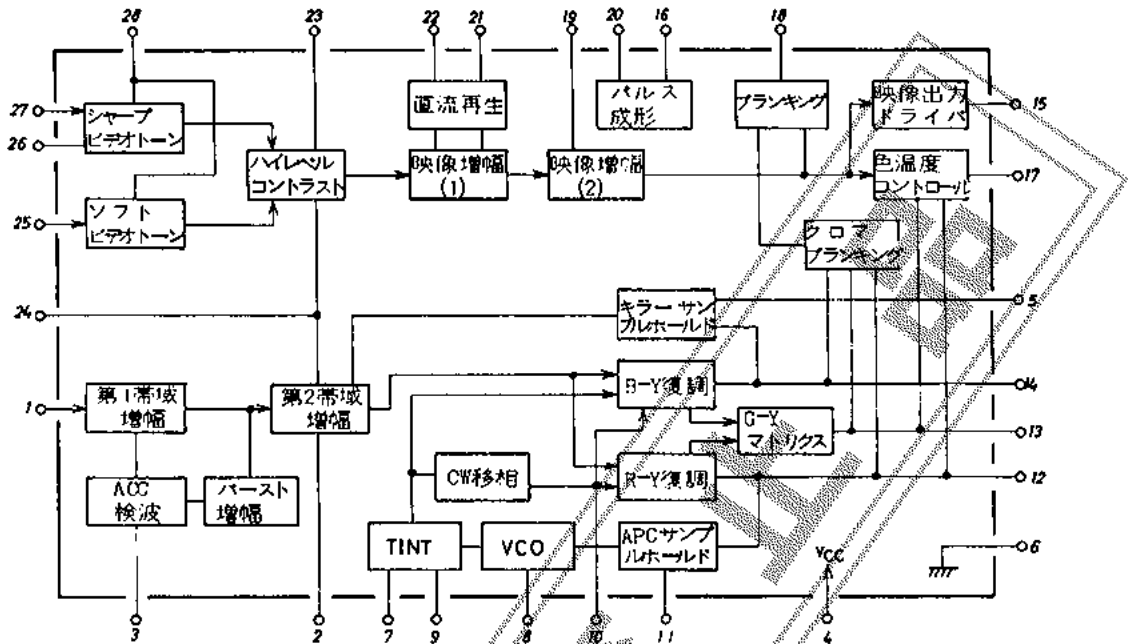 28
23
22
21
19
20
16
18
27
26
シャープ
ビデオトーン
直流再生
パルス
成形
ブランキング
映像出力
ドライバ
15
ハイレベル
コントラスト
映像増幅
(1)
映像増幅
(2)
色温度
コントロール
17
25
ソフト
ビデオトーン
クロマ
ブランキング
24
キラーサン
プルホールド
5
1
第1帯域
増幅
第2帯域
増幅
B-Y復調
14
G-Y
マトリクス
13
ACC
検波
バースト
増幅
CW移相
R-Y復調
12
TINT
VCO
APCサンプ
ルホールド
VCC
6
3
2
7
9
8
10
11
4